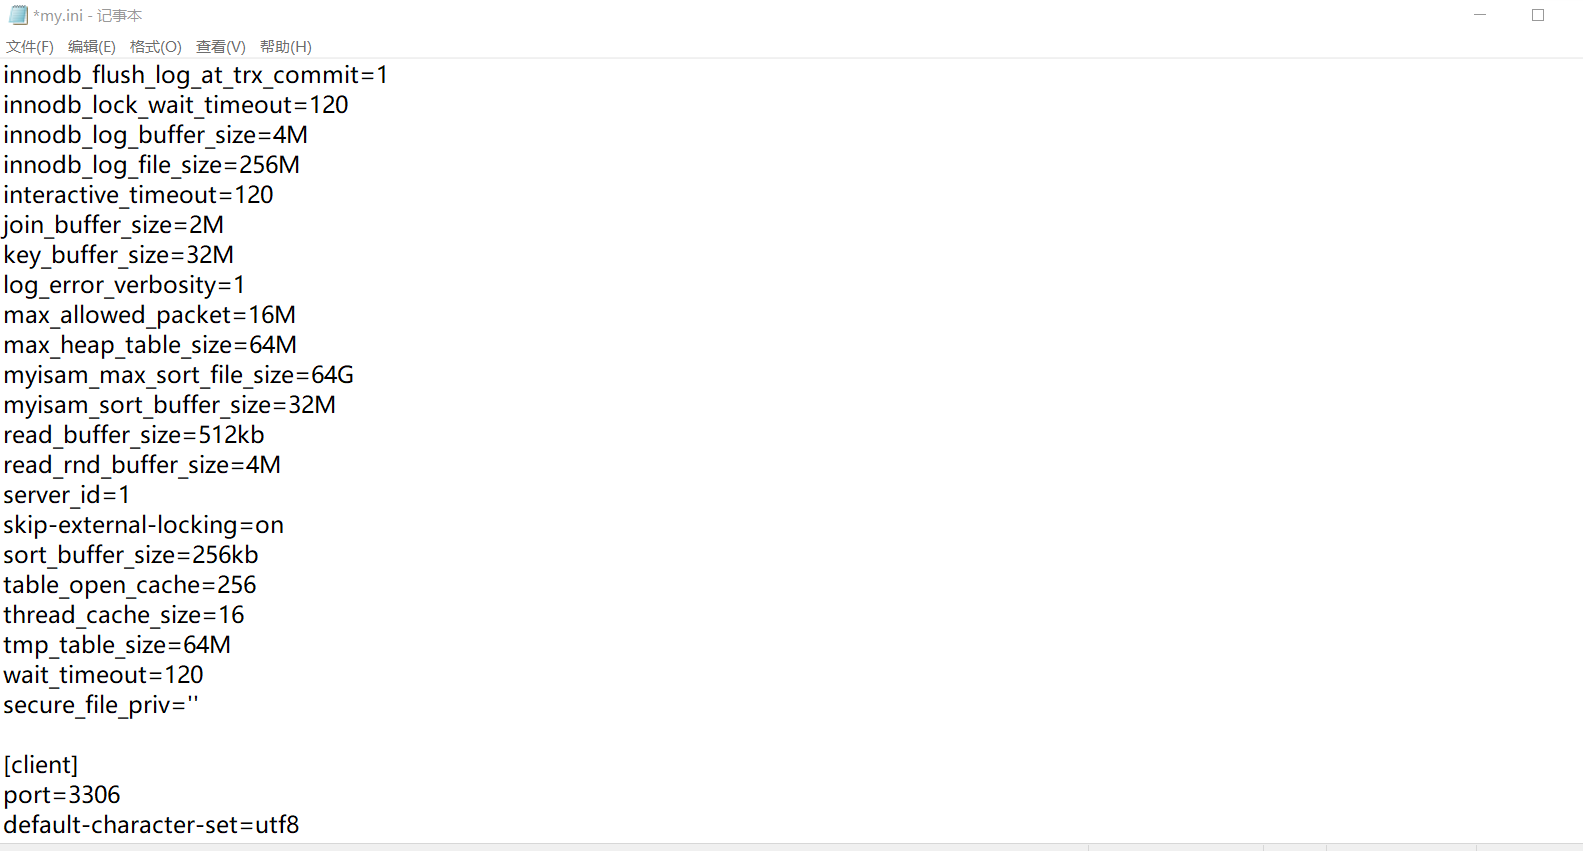 *my.ini - 记事本
文件(F) 编辑(E) 格式(O) 查看(V) 帮助(H)
innodb_flush_log_at_trx_commit=1
innodb_lock_wait_timeout=120
innodb_log_buffer_size=4M
innodb_log_file_size=256M
interactive_timeout=120
join_buffer_size=2M
key_buffer_size=32M
log_error_verbosity=1
max_allowed_packet=16M
max_heap_table_size=64M
myisam_max_sort_file_size=64G
myisam_sort_buffer_size=32M
read_buffer_size=512kb
read_rnd_buffer_size=4M
server_id=1
skip-external-locking=on
sort_buffer_size=256kb
table_open_cache=256
thread_cache_size=16
tmp_table_size=64M
wait_timeout=120
secure_file_priv=''
[client]
port=3306
default-character-set=utf8